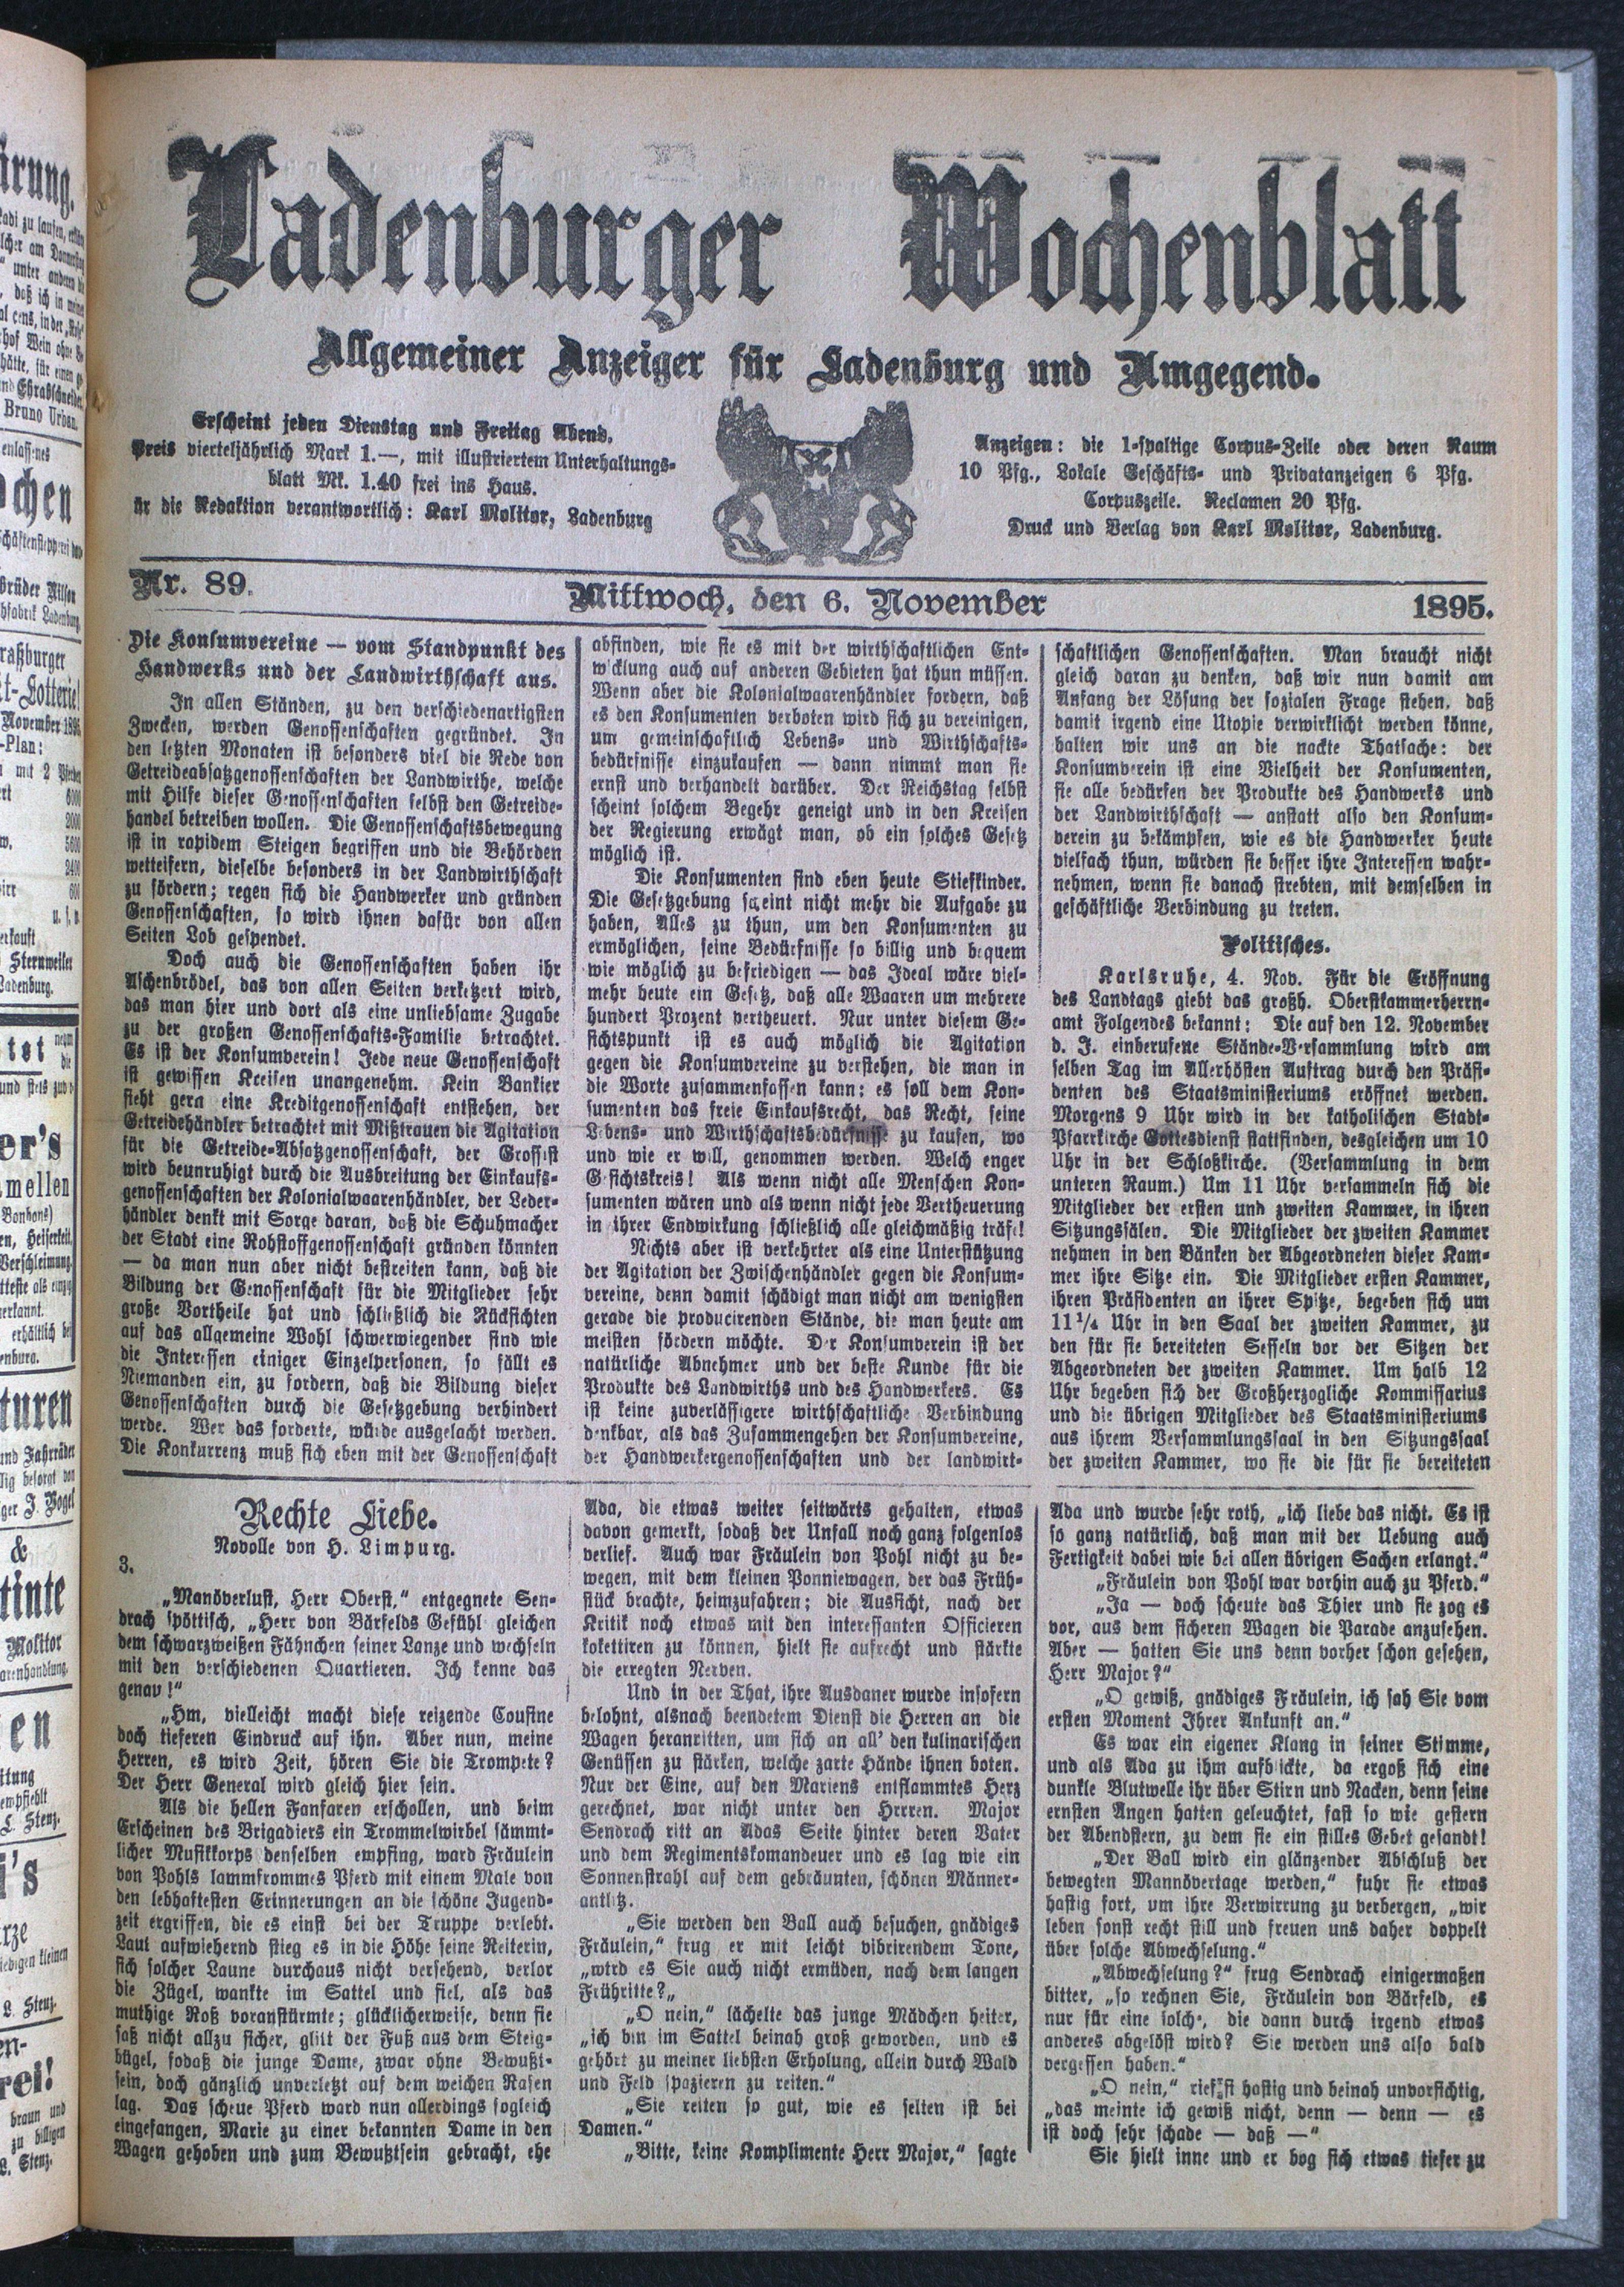 Ladenburger Wochenblatt
Allgemeiner Anzeiger für Ladenburg und Umgegend.
Erscheint jeden Dienstag und Freitag Abend.
Preis vierteljährlich Mark 1.—, mit illustriertem Unterhaltungs-
blatt Mk. 1.40 frei ins Haus.
ür die Redaktion verantwortlich: Karl Molitor, Ladenburg
Anzeigen: die 1-spaltige Corpus-Zeile oder deren Raum
10 Pfg., Lokale Geschäfts- und Privatanzeigen 6 Pfg.
Corpuszeile. Reclamen 20 Pfg.
Druck und Verlag von Karl Molitor, Ladenburg.
Nr. 89. Mittwoch, den 6. November 1895.
Die Konsumvereine — vom Standpunkt des
Handwerks und der Landwirthschaft aus.
In allen Ständen, zu den verschiedenartigsten
Zwecken, werden Genossenschaften gegründet. In
den letzten Monaten ist besonders viel die Rede von
Getreideabsatzgenossenschaften der Landwirthe, welche
mit Hilfe dieser Genossenschaften selbst den Getreide-
handel betreiben wollen. Die Genossenschaftsbewegung
ist in rapidem Steigen begriffen und die Behörden
wetteifern, dieselbe besonders in der Landwirthschaft
zu fördern; regen sich die Handwerker und gründen
Genossenschaften, so wird ihnen dafür von allen
Seiten Lob gespendet.
Doch auch die Genossenschaften haben ihr
Aschenbrödel, das von allen Seiten verketzert wird,
das man hier und dort als eine unliebsame Zugabe
zu der großen Genossenschafts-Familie betrachtet.
Es ist der Konsumverein! Jede neue Genossenschaft
ist gewissen Kreisen unangenehm. Kein Bankier
sieht gern eine Kreditgenossenschaft entstehen, der
Getreidehändler betrachtet mit Mißtrauen die Agitation
für die Getreide-Absatzgenossenschaft, der Grossist
wird beunruhigt durch die Ausbreitung der Einkaufs-
genossenschaften der Kolonialwaarenhändler, der Leder-
händler denkt mit Sorge daran, daß die Schuhmacher
der Stadt eine Rohstoffgenossenschaft gründen könnten
— da man nun aber nicht bestreiten kann, daß die
Bildung der Genossenschaft für die Mitglieder sehr
große Vortheile hat und schließlich die Rücksichten
auf das allgemeine Wohl schwerwiegender sind wie
die Interessen einiger Einzelpersonen, so fällt es
Niemanden ein, zu fordern, daß die Bildung dieser
Genossenschaften durch die Gesetzgebung verhindert
werde. Wer das forderte, würde ausgelacht werden.
Die Konkurrenz muß sich eben mit der Genossenschaft
abfinden, wie sie es mit der wirthschaftlichen Ent-
wicklung auch auf anderen Gebieten hat thun müssen.
Wenn aber die Kolonialwaarenhändler fordern, daß
es den Konsumenten verboten wird sich zu vereinigen,
um gemeinschaftlich Lebens- und Wirthschafts-
bedürfnisse einzukaufen — dann nimmt man sie
ernst und verhandelt darüber. Der Reichstag selbst
scheint solchem Begehr geneigt und in den Kreisen
der Regierung erwägt man, ob ein solches Gesetz
möglich ist.
Die Konsumenten sind eben heute Stiefkinder.
Die Gesetzgebung scheint nicht mehr die Aufgabe zu
haben, Alles zu thun, um den Konsumenten zu
ermöglichen, seine Bedürfnisse so billig und bequem
wie möglich zu befriedigen — das Ideal wäre viel-
mehr heute ein Gesetz, daß alle Waaren um mehrere
hundert Prozent vertheuert. Nur unter diesem Ge-
sichtspunkt ist es auch möglich die Agitation
gegen die Konsumvereine zu verstehen, die man in
die Worte zusammenfassen kann: es soll dem Kon-
sumenten das freie Einkaufsrecht, das Recht, seine
Lebens- und Wirthschaftsbedürfnisse zu kaufen, wo
und wie er will, genommen werden. Welch enger
Gesichtskreis! Als wenn nicht alle Menschen Kon-
sumenten wären und als wenn nicht jede Vertheuerung
in ihrer Endwirkung schließlich alle gleichmäßig träfe!
Nichts aber ist verkehrter als eine Unterstützung
der Agitation der Zwischenhändler gegen die Konsum-
vereine, denn damit schädigt man nicht am wenigsten
gerade die producirenden Stände, die man heute am
meisten fördern möchte. Der Konsumverein ist der
natürliche Abnehmer und der beste Kunde für die
Produkte des Landwirths und des Handwerkers. Es
ist keine zuverlässigere wirthschaftliche Verbindung
denkbar, als das Zusammengehen der Konsumvereine,
der Handwerkergenossenschaften und der landwirt-
schaftlichen Genossenschaften. Man braucht nicht
gleich daran zu denken, daß wir nun damit am
Anfang der Lösung der sozialen Frage stehen, daß
damit irgend eine Utopie verwirklicht werden könne,
halten wir uns an die nackte Thatsache: der
Konsumverein ist eine Vielheit der Konsumenten,
sie alle bedürfen der Produkte des Handwerks und
der Landwirthschaft — anstatt also den Konsum-
verein zu bekämpfen, wie es die Handwerker heute
vielfach thun, würden sie besser ihre Interessen wahr-
nehmen, wenn sie danach strebten, mit demselben in
geschäftliche Verbindung zu treten.
Politisches.
Karlsruhe, 4. Nov. Für die Eröffnung
des Landtags giebt das großh. Oberstkammerherrn-
amt Folgendes bekannt: Die auf den 12. November
d. J. einberufene Stände-Versammlung wird am
selben Tag im Allerhösten Auftrag durch den Präsi-
denten des Staatsministeriums eröffnet werden.
Morgens 9 Uhr wird in der katholischen Stadt-
Pfarrkirche Gottesdienst stattfinden, desgleichen um 10
Uhr in der Schloßkirche. (Versammlung in dem
unteren Raum.) Um 11 Uhr versammeln sich die
Mitglieder der ersten und zweiten Kammer, in ihren
Sitzungssälen. Die Mitglieder der zweiten Kammer
nehmen in den Bänken der Abgeordneten dieser Kam-
mer ihre Sitze ein. Die Mitglieder ersten Kammer,
ihren Präsidenten an ihrer Spitze, begeben sich um
11¼ Uhr in den Saal der zweiten Kammer, zu
den für sie bereiteten Sesseln vor der Sitzen der
Abgeordneten der zweiten Kammer. Um halb 12
Uhr begeben sich der Großherzogliche Kommissarius
und die übrigen Mitglieder des Staatsministeriums
aus ihrem Versammlungssaal in den Sitzungssaal
der zweiten Kammer, wo sie die für sie bereiteten
Rechte Liebe.
Novolle von H. Limpurg.
3.
„Manöverlust, Herr Oberst,“ entgegnete Sen-
drach spöttisch, „Herr von Bärfelds Gefühl gleichen
dem schwarzweißen Fähnchen seiner Lanze und wechseln
mit den verschiedenen Quartieren. Ich kenne das
genau!“
„Hm, vielleicht macht diese reizende Cousine
doch tieferen Eindruck auf ihn. Aber nun, meine
Herren, es wird Zeit, hören Sie die Trompete?
Der Herr General wird gleich hier sein.
Als die hellen Fanfaren erschollen, und beim
Erscheinen des Brigadiers ein Trommelwirbel sämmt-
licher Musikkorps denselben empfing, ward Fräulein
von Pohls lammfrommes Pferd mit einem Male von
den lebhaftesten Erinnerungen an die schöne Jugend-
zeit ergriffen, die es einst bei der Truppe verlebt.
Laut aufwiehernd stieg es in die Höhe seine Reiterin,
sich solcher Laune durchaus nicht versehend, verlor
die Zügel, wankte im Sattel und fiel, als das
muthige Roß voranstürmte; glücklicherweise, denn sie
saß nicht allzu sicher, glitt der Fuß aus dem Steig-
bügel, sodaß die junge Dame, zwar ohne Bewußt-
sein, doch gänzlich unverletzt auf dem weichen Rasen
lag. Das scheue Pferd ward nun allerdings sogleich
eingefangen, Marie zu einer bekannten Dame in den
Wagen gehoben und zum Bewußtsein gebracht, ehe
Ada, die etwas weiter seitwärts gehalten, etwas
davon gemerkt, sodaß der Unfall noch ganz folgenlos
verlief. Auch war Fräulein von Pohl nicht zu be-
wegen, mit dem kleinen Ponniewagen, der das Früh-
stück brachte, heimzufahren; die Aussicht, nach der
Kritik noch etwas mit den interessanten Officieren
kokettiren zu können, hielt sie aufrecht und stärkte
die erregten Nerven.
Und in der That, ihre Ausdaner wurde insofern
belohnt, alsnach beendetem Dienst die Herren an die
Wagen heranritten, um sich an all' den kulinarischen
Genüssen zu stärken, welche zarte Hände ihnen boten.
Nur der Eine, auf den Mariens entflammtes Herz
gerechnet, war nicht unter den Hrrren. Major
Sendrach ritt an Adas Seite hinter deren Vater
und dem Regimentskomandeuer und es lag wie ein
Sonnenstrahl auf dem gebräunten, schönen Männer-
antlitz.
„Sie werden den Ball auch besuchen, gnädiges
Fräulein,“ frug er mit leicht vibrirendem Tone,
„wird es Sie auch nicht ermüden, nach dem langen
Frühritte?„
„O nein,“ lächelte das junge Mädchen heiter,
„ich bin im Sattel beinah groß geworden, und es
gehört zu meiner liebsten Erholung, allein durch Wald
und Feld spazieren zu reiten.“
„Sie reiten so gut, wie es selten ist bei
Damen.“
„Bitte, keine Komplimente Herr Major,“ sagte
Ada und wurde sehr roth, „ich liebe das nicht. Es ist
so ganz natürlich, daß man mit der Uebung auch
Fertigkeit dabei wie bei allen übrigen Sachen erlangt.“
„Fräulein von Pohl war vorhin auch zu Pferd.“
„Ja — doch scheute das Thier und sie zog es
vor, aus dem sicheren Wagen die Parade anzusehen.
Aber — hatten Sie uns denn vorher schon gesehen,
Herr Major?“
„O gewiß, gnädiges Fräulein, ich sah Sie vom
ersten Moment Ihrer Ankunft an.“
Es war ein eigener Klang in seiner Stimme,
und als Ada zu ihm aufblickte, da ergoß sich eine
dunkle Blutwelle ihr über Stirn und Nacken, denn seine
ernsten Angen hatten geleuchtet, fast so wie gestern
der Abendstern, zu dem sie ein stilles Gebet gesandt!
„Der Ball wird ein glänzender Abschluß der
bewegten Mannövertage werden,“ fuhr sie etwas
hastig fort, um ihre Verwirrung zu verbergen, „wir
leben sonst recht still und freuen uns daher doppelt
über solche Abwechselung.“
„Abwechselung?“ frug Sendrach einigermaßen
bitter, „so rechnen Sie, Fräulein von Bärfeld, es
nur für eine solche, die dann durch irgend etwas
anderes abgelöst wird? Sie werden uns also bald
vergessen haben.“
„O nein,“ rief si hastig und beinah unvorsichtig,
„das meinte ich gewiß nicht, denn — denn — es
ist doch sehr schade — daß —“
Sie hielt inne und er bog sich etwas tiefer zu